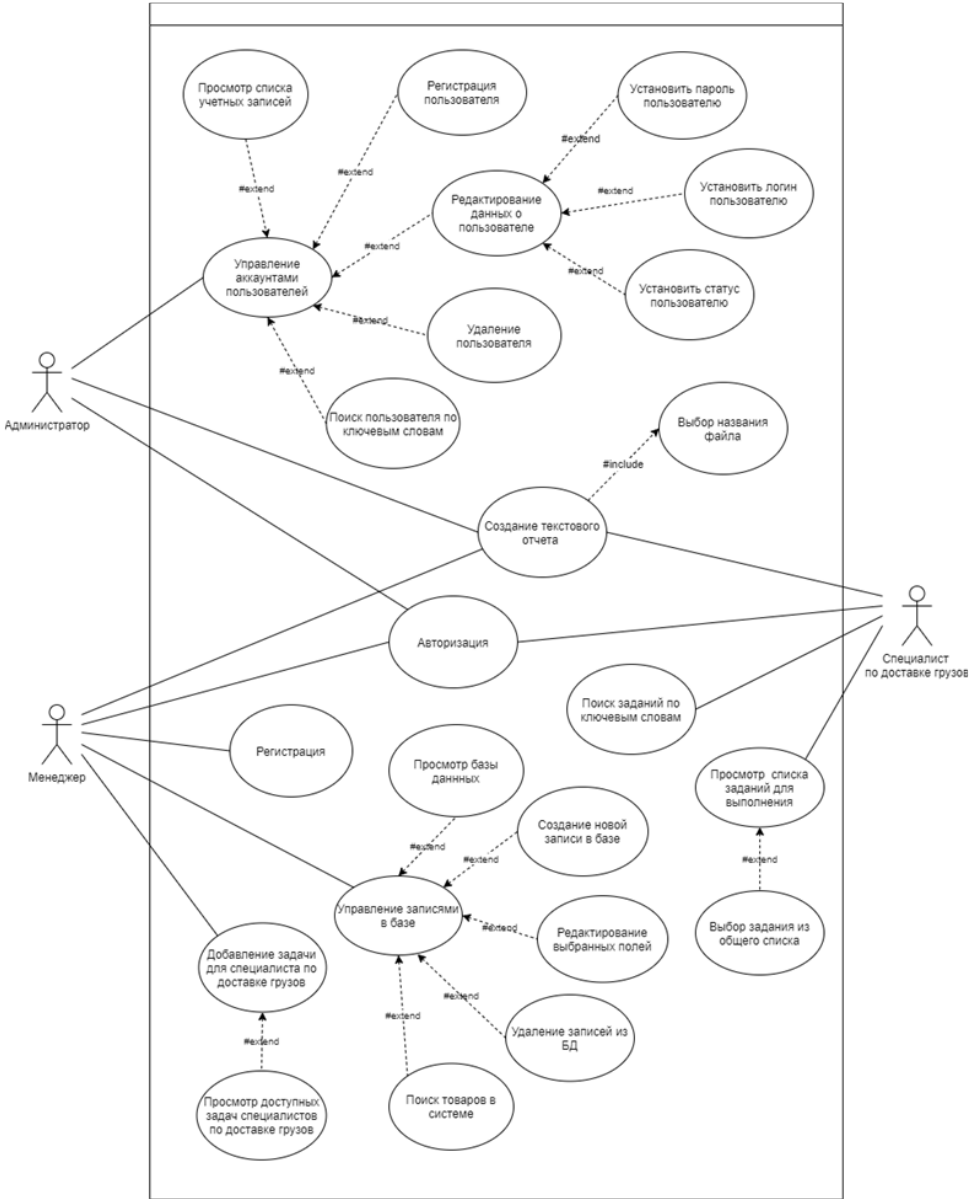 Просмотр списка
учетных записей
Регистрация
пользователя
Установить пароль
пользователю
#extend
#extend
#extend
#extend
Редактирование
данных о
пользователе
Установить логин
пользователю
#extend
#extend
Управление
аккаунтами
пользователей
Установить статус
пользователю
#extend
Удаление
пользователя
#extend
Администратор
Поиск пользователя по
ключевым словам
Выбор названия
файла
#include
Создание текстового
отчета
Авторизация
Специалист
по доставке грузов
Поиск заданий по
ключевым словам
Менеджер
Регистрация
Просмотр базы
даннных
Просмотр списка
заданий для
выполнения
Создание новой
записи в базе
#extend
#extend
#extend
Управление записями
в базе
#extend
Редактирование
выбранных полей
Выбор задания из
общего списка
Добавление задачи
для специалиста по
доставке грузов
#extend
#extend
#extend
Удаление записей из
БД
Просмотр доступных
задач специалистов
по доставке грузов
Поиск товаров в
системе